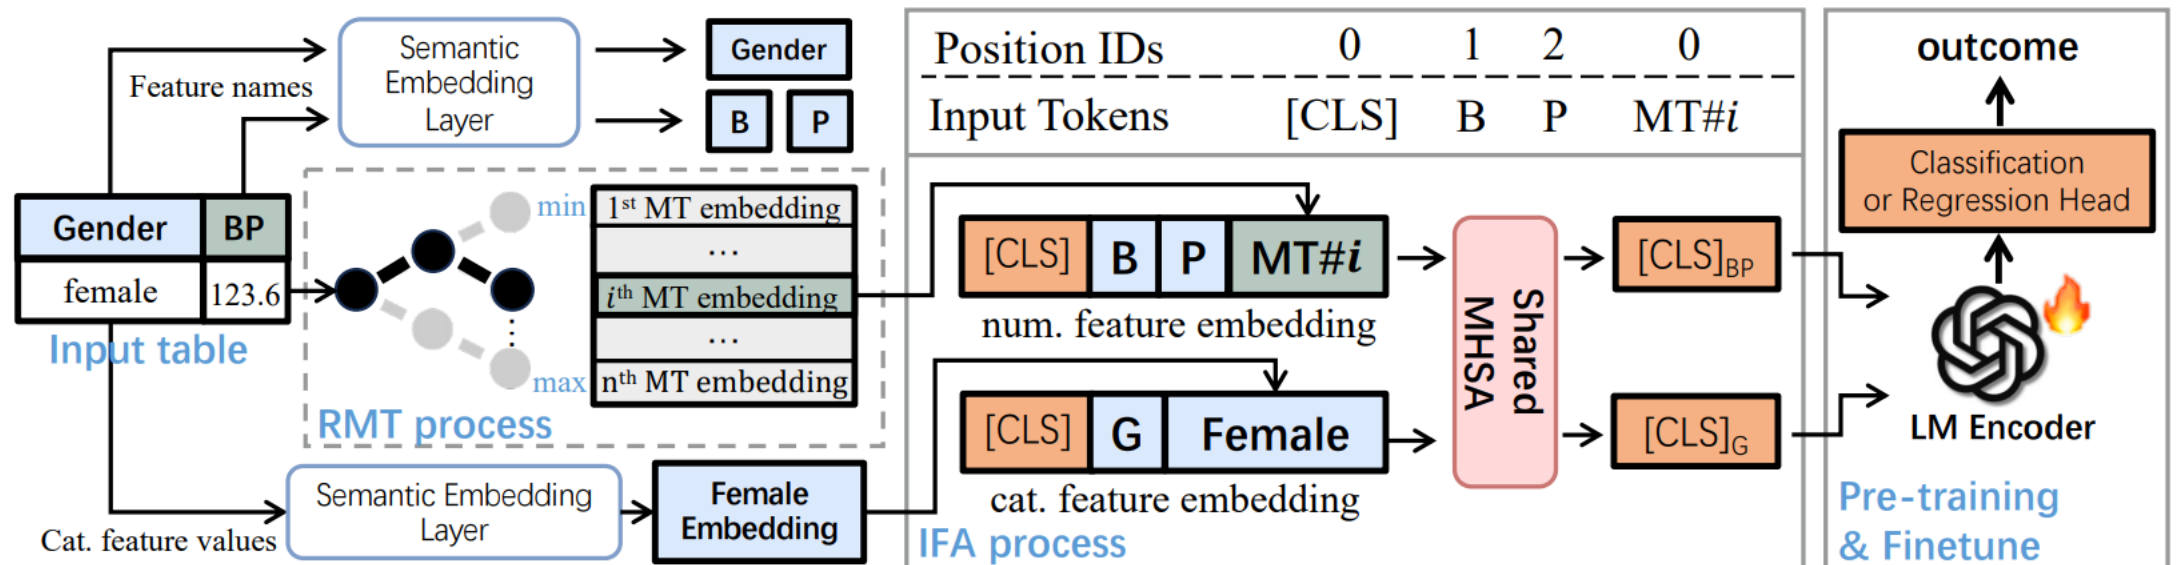 Feature names
Semantic
Embedding
Layer
Gender
B P
Gender BP
female 123.6
Input table
min
max
1st MT embedding
...
ith MT embedding
...
nth MT embedding
RMT process
Cat. feature values
Semantic Embedding
Layer
Female
Embedding
Position IDs 0 1 2 0
Input Tokens [CLS] B P MT#i
[CLS] B P MT#i
num. feature embedding
[CLS] G Female
cat. feature embedding
IFA process
Shared
MHSA
[CLS]BP
[CLS]G
outcome
Classification
or Regression Head
LM Encoder
Pre-training
& Finetune